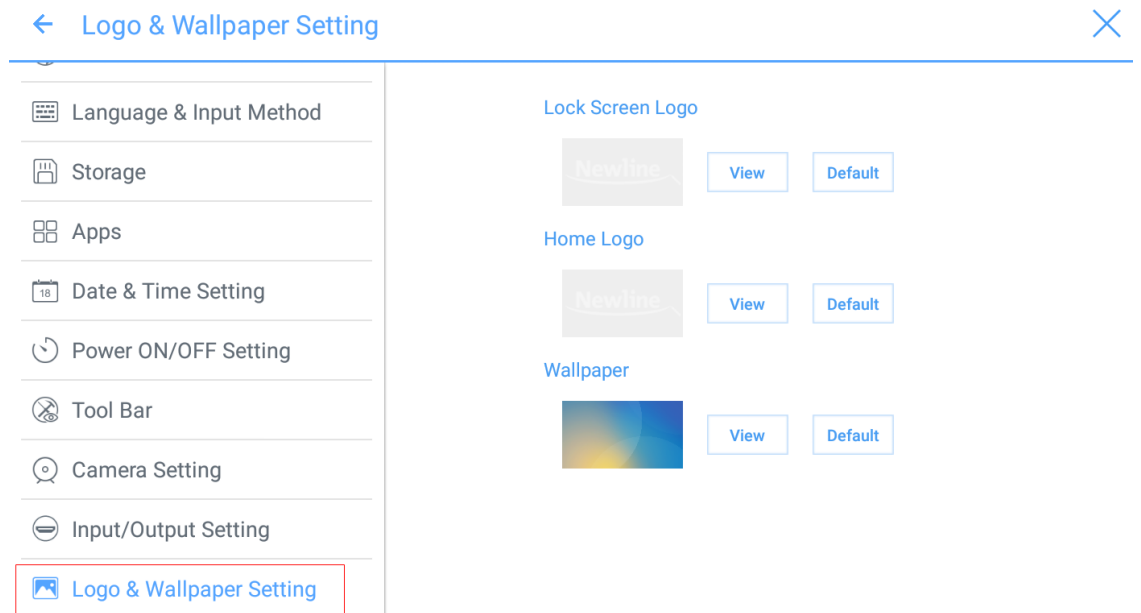 Logo & Wallpaper Setting
Language & Input Method
Storage
Apps
18
Date & Time Setting
Power ON/OFF Setting
Tool Bar
Camera Setting
Input/Output Setting
Logo & Wallpaper Setting
Lock Screen Logo
Newline
View
Default
Home Logo
Newline
View
Default
Wallpaper
View
Default